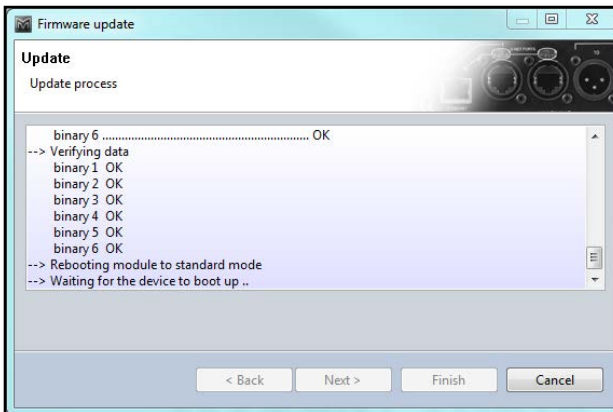 Firmware update
Update
Update process
binary 6 .................................................................. OK
--> Verifying data
binary 1 OK
binary 2 OK
binary 3 OK
binary 4 OK
binary 5 OK
binary 6 OK
--> Rebooting module to standard mode
--> Waiting for the device to boot up ..
< Back Next > Finish Cancel